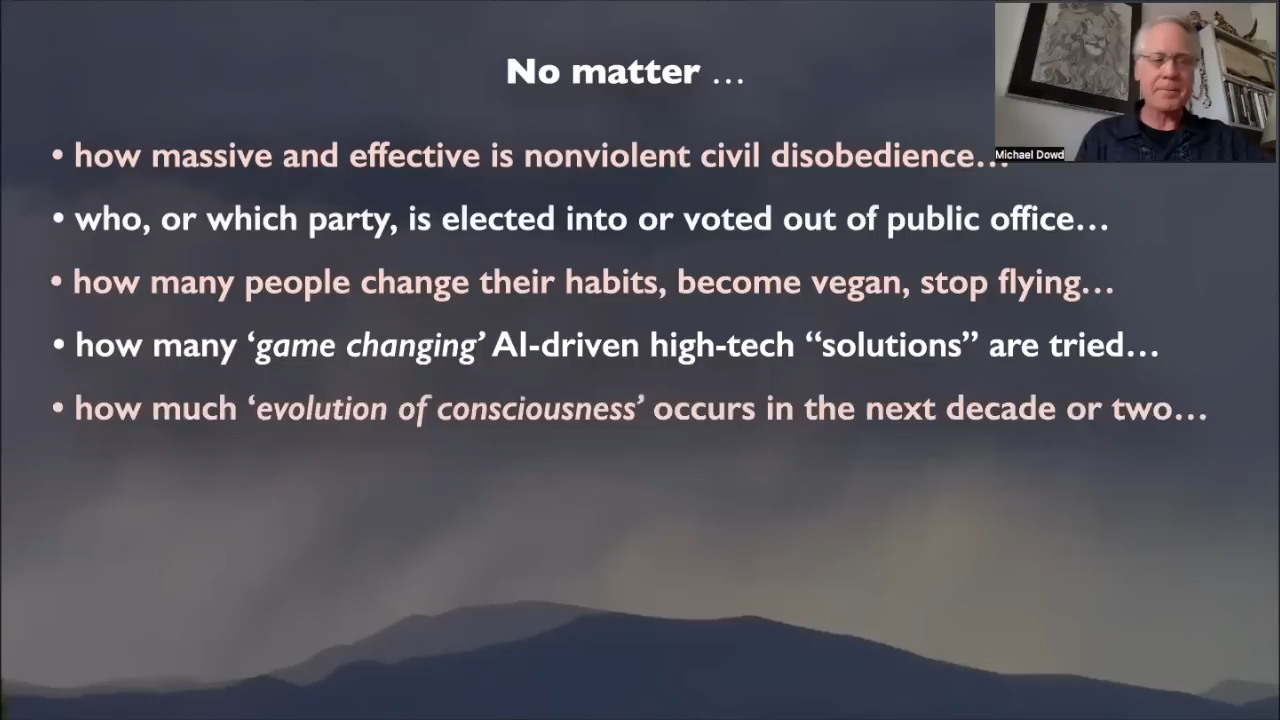 No matter …
• how massive and effective is nonviolent civil disobedience…
Michael Dowd
• who, or which party, is elected into or voted out of public office…
• how many people change their habits, become vegan, stop flying…
• how many ‘game changing’ AI-driven high-tech “solutions” are tried…
• how much ‘evolution of consciousness’ occurs in the next decade or two…